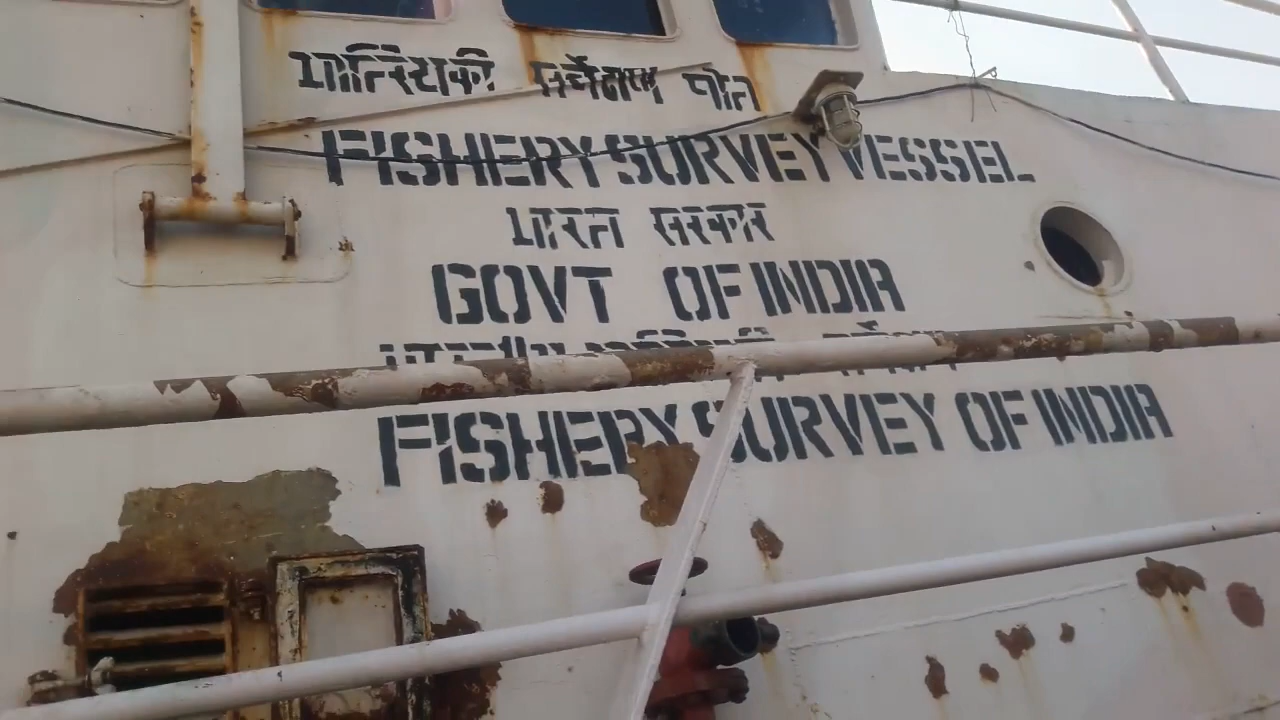 मात्स्यिकी सर्वेक्षण पोत
FISHERY SURVEY VESSEL
भारत सरकार
GOVT OF INDIA
FISHERY SURVEY OF INDIA